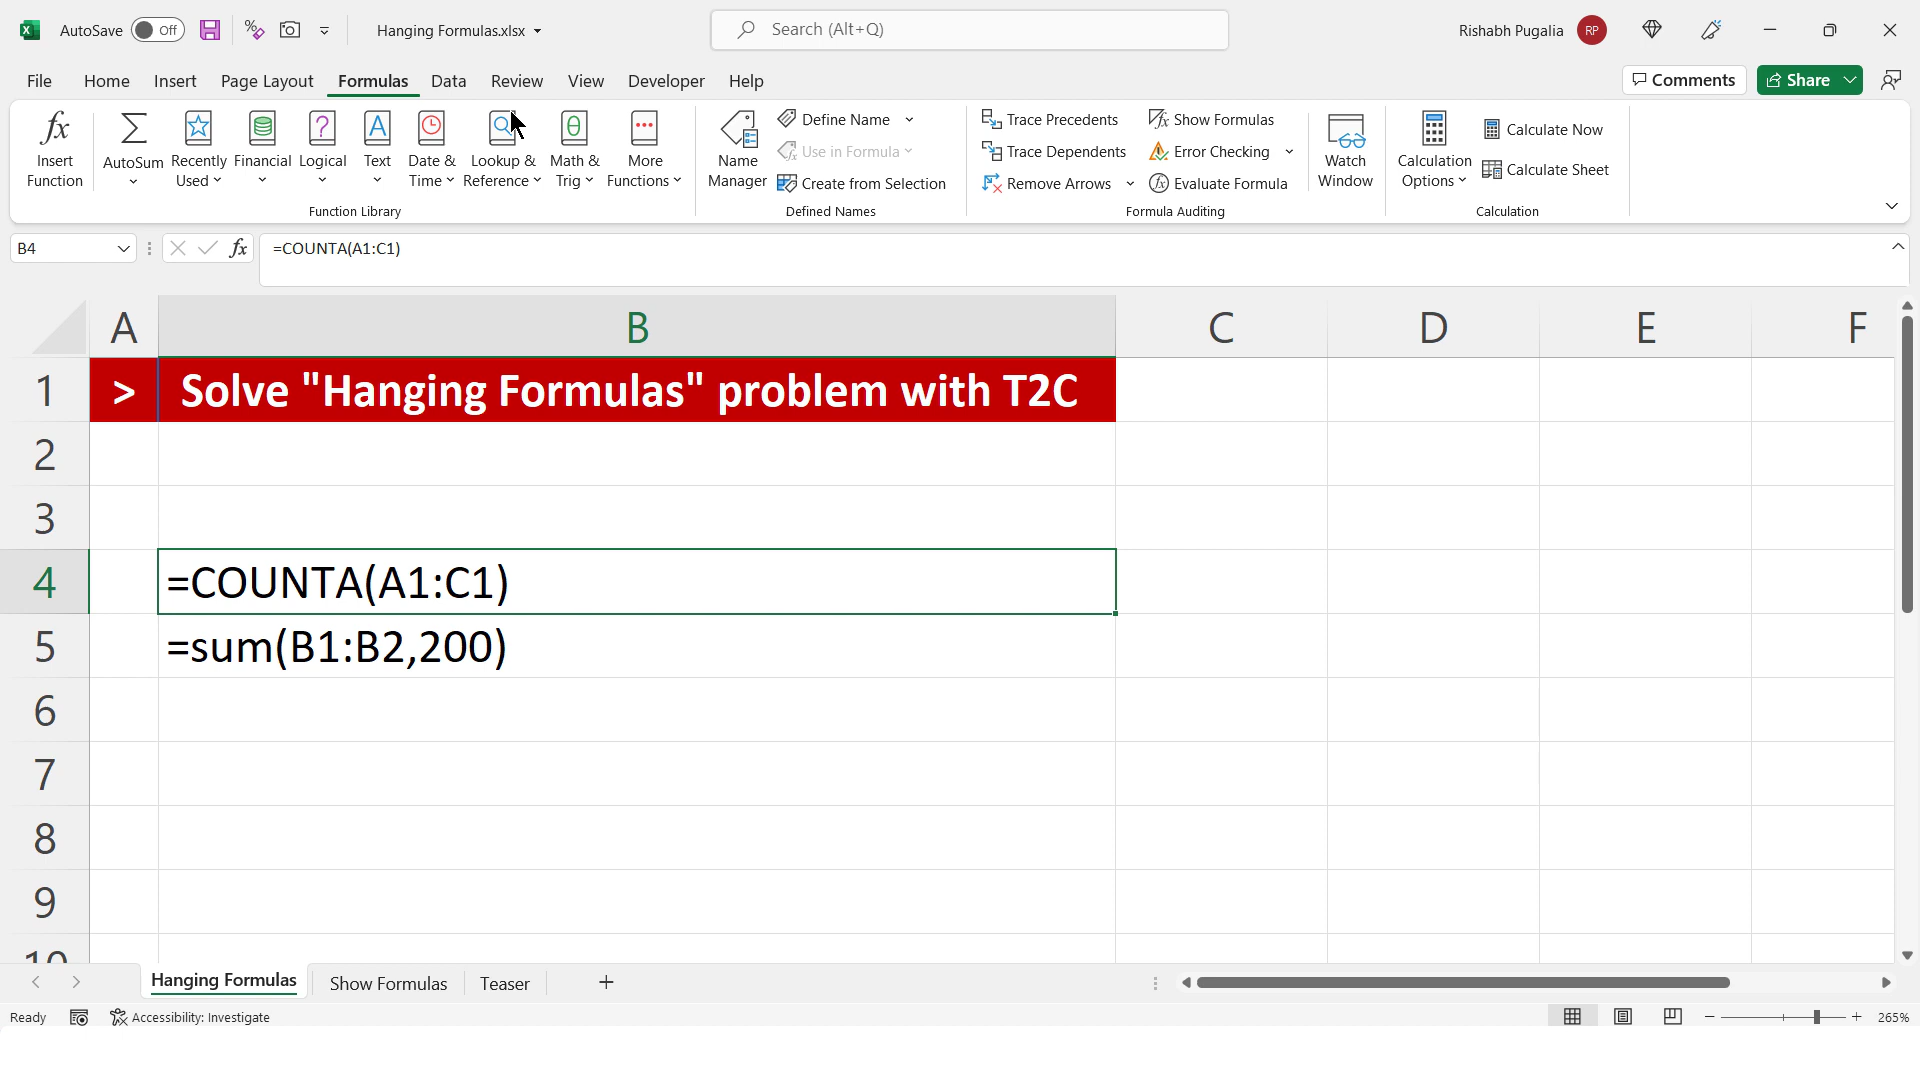 AutoSave Off Hanging Formulas.xlsx Search (Alt+Q) Rishabh Pugalia RP
File Home Insert Page Layout Formulas Data Review View Developer Help Comments Share
fx Insert Function
AutoSum
Recently Used
Financial
Logical
Text
Date & Time
Lookup & Reference
Math & Trig
More Functions
Function Library
Name Manager
Define Name
Use in Formula
Create from Selection
Defined Names
Trace Precedents
Trace Dependents
Remove Arrows
Show Formulas
Error Checking
Evaluate Formula
Formula Auditing
Watch Window
Calculation Options
Calculate Now
Calculate Sheet
Calculation
B4 fx =COUNTA(A1:C1)
A B C D E F
1 > Solve "Hanging Formulas" problem with T2C
2
3
4 =COUNTA(A1:C1)
5 =sum(B1:B2,200)
6
7
8
9
10
Hanging Formulas Show Formulas Teaser
Ready Accessibility: Investigate 265%